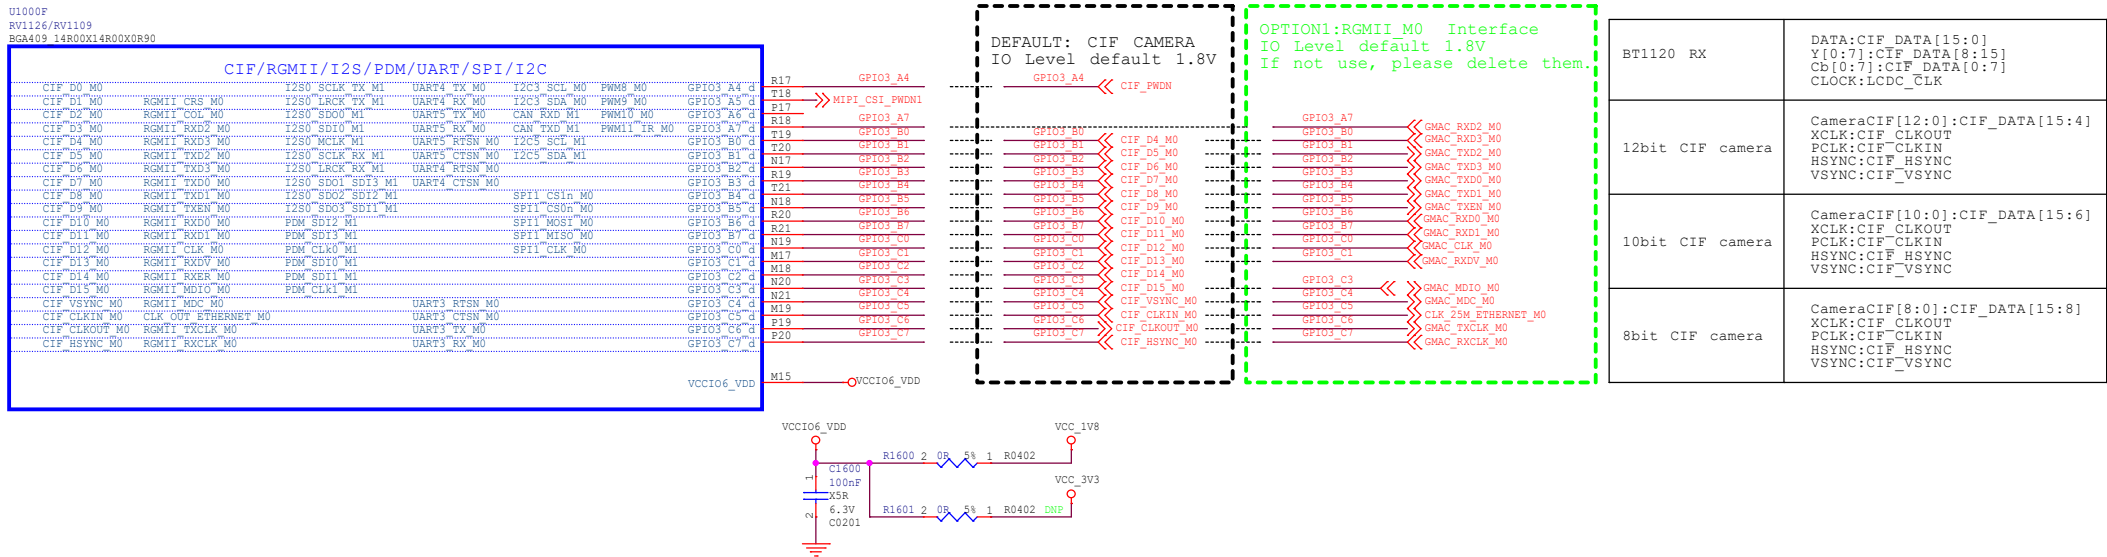 U1000F
RV1126/RV1109
BGA409_14R00X14R00X0R90
CIF/RGMII/I2S/PDM/UART/SPI/I2C
CIF_D0_M0 I2S0_SCLK_TX_M1 UART4_TX_M0 I2C3_SCL_M0 PWM8_M0 GPIO3_A4_d R17 GPIO3_A4
CIF_D1_M0 RGMII_CRS_M0 I2S0_LRCK_TX_M1 UART4_RX_M0 I2C3_SDA_M0 PWM9_M0 GPIO3_A5_d T18 MIPI_CSI_PWDN1
CIF_D2_M0 RGMII_COL_M0 I2S0_SDO0_M1 UART5_TX_M0 CAN_RXD_M1 PWM10_M0 GPIO3_A6_d P17
CIF_D3_M0 RGMII_RXD2_M0 I2S0_SDI0_M1 UART5_RX_M0 CAN_TXD_M1 PWM11_IR_M0 GPIO3_A7_d R18 GPIO3_A7
CIF_D4_M0 RGMII_RXD3_M0 I2S0_MCLK_M1 UART5_RTSN_M0 I2C5_SCL_M1 GPIO3_B0_d T19 GPIO3_B0
CIF_D5_M0 RGMII_TXD2_M0 I2S0_SCLK_RX_M1 UART5_CTSN_M0 I2C5_SDA_M1 GPIO3_B1_d T20 GPIO3_B1
CIF_D6_M0 RGMII_TXD3_M0 I2S0_LRCK_RX_M1 UART4_RTSN_M0 GPIO3_B2_d N17 GPIO3_B2
CIF_D7_M0 RGMII_TXD0_M0 I2S0_SDO1_SDI3_M1 UART4_CTSN_M0 GPIO3_B3_d R19 GPIO3_B3
CIF_D8_M0 RGMII_TXD1_M0 I2S0_SDO2_SDI2_M1 SPI1_CS1n_M0 GPIO3_B4_d T21 GPIO3_B4
CIF_D9_M0 RGMII_TXEN_M0 I2S0_SDO3_SDI1_M1 SPI1_CS0n_M0 GPIO3_B5_d N18 GPIO3_B5
CIF_D10_M0 RGMII_RXD0_M0 PDM_SDI2_M1 SPI1_MOSI_M0 GPIO3_B6_d R20 GPIO3_B6
CIF_D11_M0 RGMII_RXD1_M0 PDM_SDI3_M1 SPI1_MISO_M0 GPIO3_B7_d R21 GPIO3_B7
CIF_D12_M0 RGMII_CLK_M0 PDM_CLk0_M1 SPI1_CLK_M0 GPIO3_C0_d N19 GPIO3_C0
CIF_D13_M0 RGMII_RXDV_M0 PDM_SDI0_M1 GPIO3_C1_d M17 GPIO3_C1
CIF_D14_M0 RGMII_RXER_M0 PDM_SDI1_M1 GPIO3_C2_d M18 GPIO3_C2
CIF_D15_M0 RGMII_MDIO_M0 PDM_CLk1_M1 GPIO3_C3_d N20 GPIO3_C3
CIF_VSYNC_M0 RGMII_MDC_M0 UART3_RTSN_M0 GPIO3_C4_d N21 GPIO3_C4
CIF_CLKIN_M0 CLK_OUT_ETHERNET_M0 UART3_CTSN_M0 GPIO3_C5_d M19 GPIO3_C5
CIF_CLKOUT_M0 RGMII_TXCLK_M0 UART3_TX_M0 GPIO3_C6_d P19 GPIO3_C6
CIF_HSYNC_M0 RGMII_RXCLK_M0 UART3_RX_M0 GPIO3_C7_d P20 GPIO3_C7
VCCIO6_VDD M15 VCCIO6_VDD
DEFAULT: CIF CAMERA
IO Level default 1.8V
GPIO3_A4 CIF_PWDN
GPIO3_B0 CIF_D4_M0
GPIO3_B1 CIF_D5_M0
GPIO3_B2 CIF_D6_M0
GPIO3_B3 CIF_D7_M0
GPIO3_B4 CIF_D8_M0
GPIO3_B5 CIF_D9_M0
GPIO3_B6 CIF_D10_M0
GPIO3_B7 CIF_D11_M0
GPIO3_C0 CIF_D12_M0
GPIO3_C1 CIF_D13_M0
GPIO3_C2 CIF_D14_M0
GPIO3_C3 CIF_D15_M0
GPIO3_C4 CIF_VSYNC_M0
GPIO3_C5 CIF_CLKIN_M0
GPIO3_C6 CIF_CLKOUT_M0
GPIO3_C7 CIF_HSYNC_M0
OPTION1:RGMII_M0 Interface
IO Level default 1.8V
If not use, please delete them.
GPIO3_A7 GMAC_RXD2_M0
GPIO3_B0 GMAC_RXD3_M0
GPIO3_B1 GMAC_TXD2_M0
GPIO3_B2 GMAC_TXD3_M0
GPIO3_B3 GMAC_TXD0_M0
GPIO3_B4 GMAC_TXD1_M0
GPIO3_B5 GMAC_TXEN_M0
GPIO3_B6 GMAC_RXD0_M0
GPIO3_B7 GMAC_RXD1_M0
GPIO3_C0 GMAC_CLK_M0
GPIO3_C1 GMAC_RXDV_M0
GPIO3_C3 GMAC_MDIO_M0
GPIO3_C4 GMAC_MDC_M0
GPIO3_C5 CLK_25M_ETHERNET_M0
GPIO3_C6 GMAC_TXCLK_M0
GPIO3_C7 GMAC_RXCLK_M0
BT1120 RX
DATA:CIF_DATA[15:0]
Y[0:7]:CIF_DATA[8:15]
Cb[0:7]:CIF_DATA[0:7]
CLOCK:LCDC_CLK
12bit CIF camera
CameraCIF[12:0]:CIF_DATA[15:4]
XCLK:CIF_CLKOUT
PCLK:CIF_CLKIN
HSYNC:CIF_HSYNC
VSYNC:CIF_VSYNC
10bit CIF camera
CameraCIF[10:0]:CIF_DATA[15:6]
XCLK:CIF_CLKOUT
PCLK:CIF_CLKIN
HSYNC:CIF_HSYNC
VSYNC:CIF_VSYNC
8bit CIF camera
CameraCIF[8:0]:CIF_DATA[15:8]
XCLK:CIF_CLKOUT
PCLK:CIF_CLKIN
HSYNC:CIF_HSYNC
VSYNC:CIF_VSYNC
VCCIO6_VDD VCC_1V8
R1600 2 0R 5% 1 R0402
1 C1600
100nF
X5R
2 6.3V
C0201
VCC_3V3
R1601 2 0R 5% 1 R0402 DNP